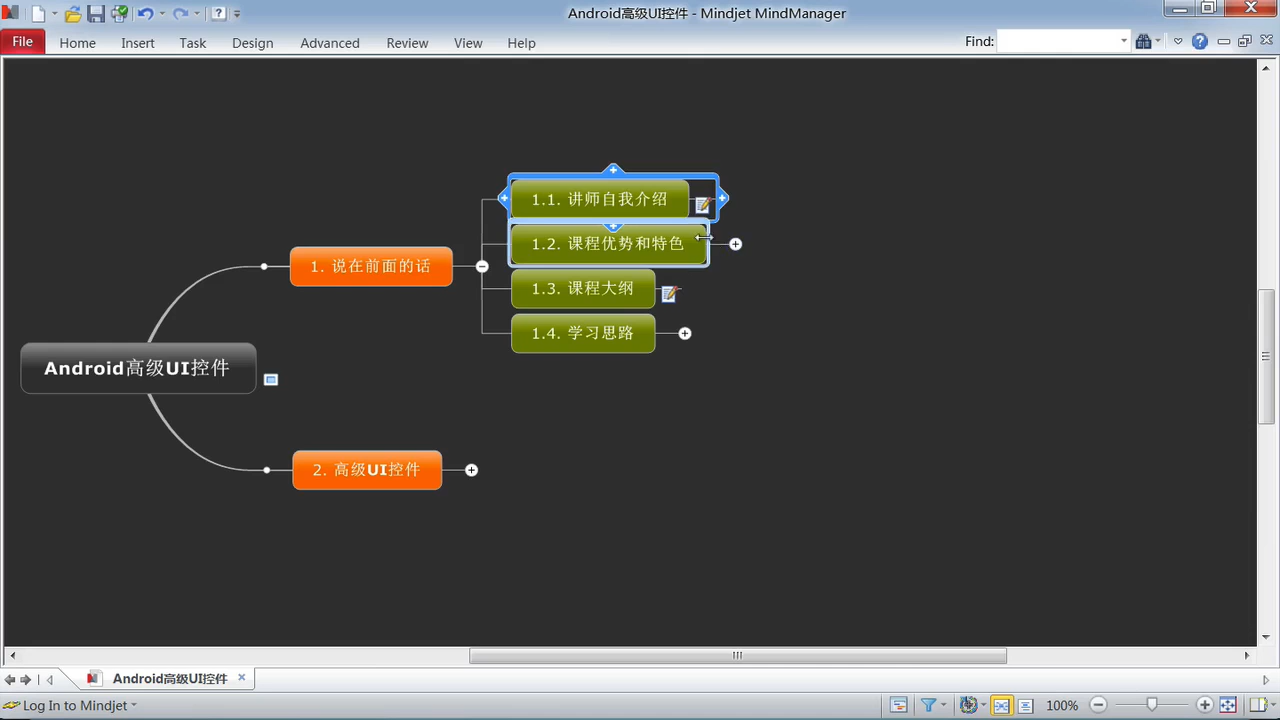 Android高级UI控件 - Mindjet MindManager
File Home Insert Task Design Advanced Review View Help Find:
1.1. 讲师自我介绍
1.2. 课程优势和特色
1. 说在前面的话
1.3. 课程大纲
1.4. 学习思路
Android高级UI控件
2. 高级UI控件
Android高级UI控件
Log In to Mindjet 100%